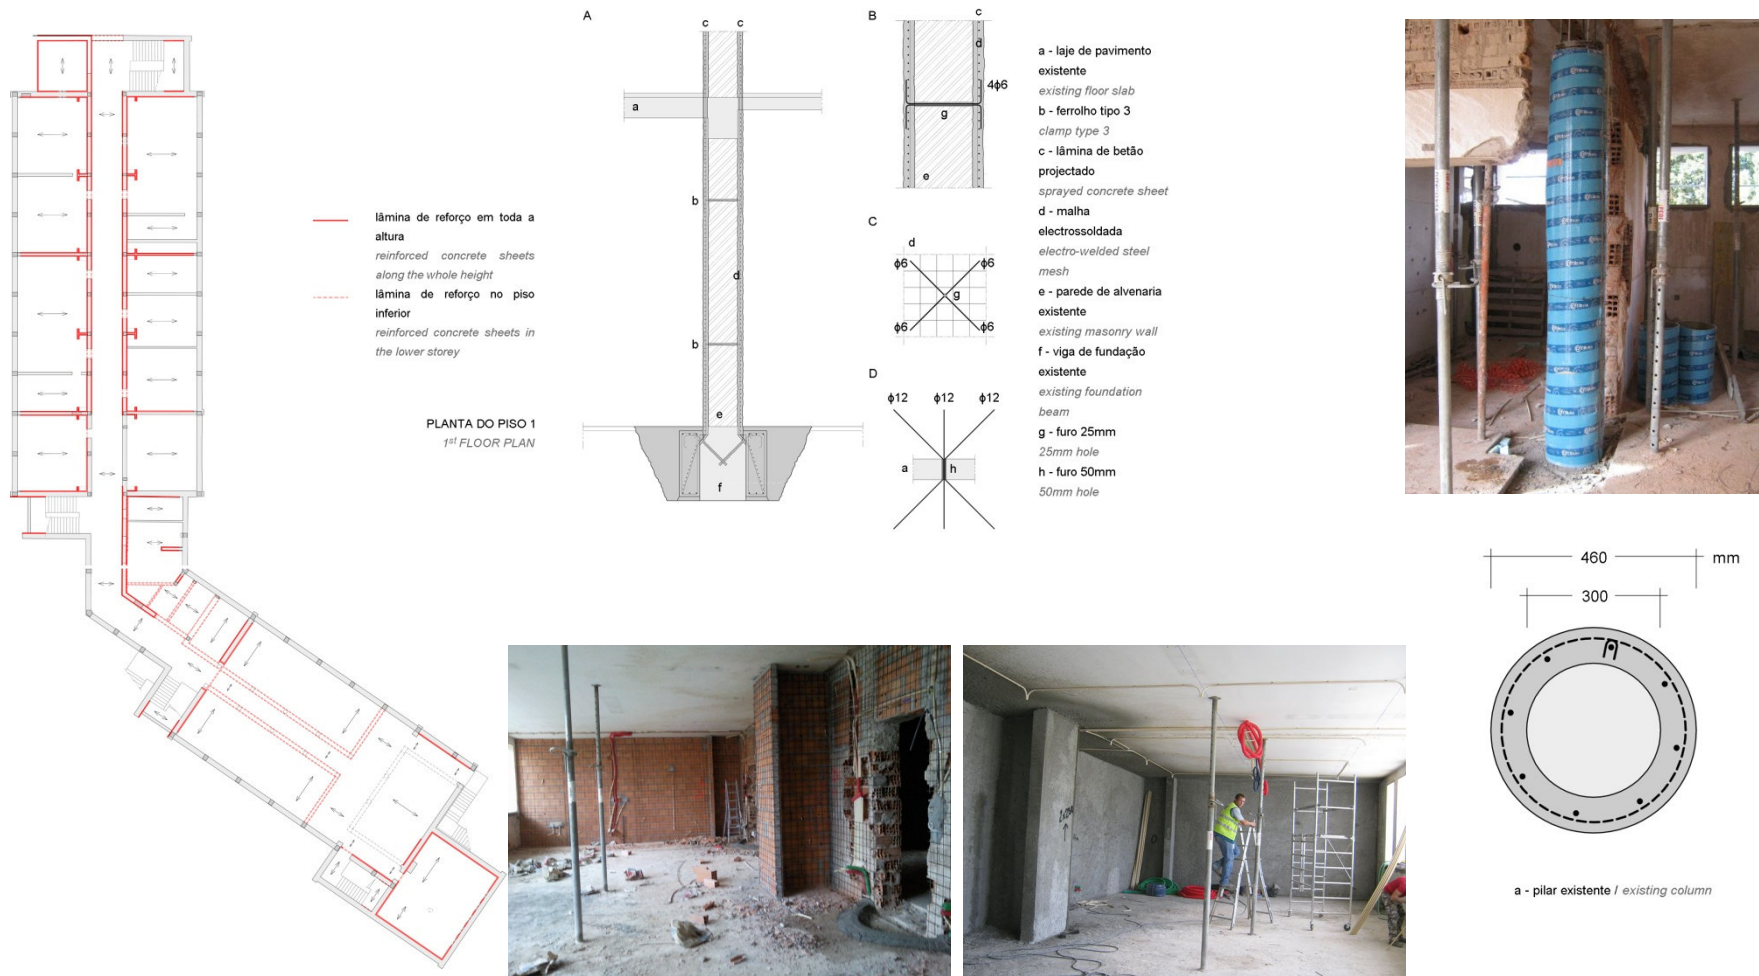 lâmina de reforço em toda a
altura
reinforced concrete sheets
along the whole height
lâmina de reforço no piso
inferior
reinforced concrete sheets in
the lower storey
PLANTA DO PISO 1
1st FLOOR PLAN
A
c c
a
b
d
b
e
f
B
c
d
4ϕ6
g
e
C
d
ϕ6 ϕ6
g
ϕ6 ϕ6
D
ϕ12 ϕ12 ϕ12
a h
a - laje de pavimento
existente
existing floor slab
b - ferrolho tipo 3
clamp type 3
c - lâmina de betão
projectado
sprayed concrete sheet
d - malha
electrossoldada
electro-welded steel
mesh
e - parede de alvenaria
existente
existing masonry wall
f - viga de fundação
existente
existing foundation
beam
g - furo 25mm
25mm hole
h - furo 50mm
50mm hole
460 mm
300
a - pilar existente / existing column